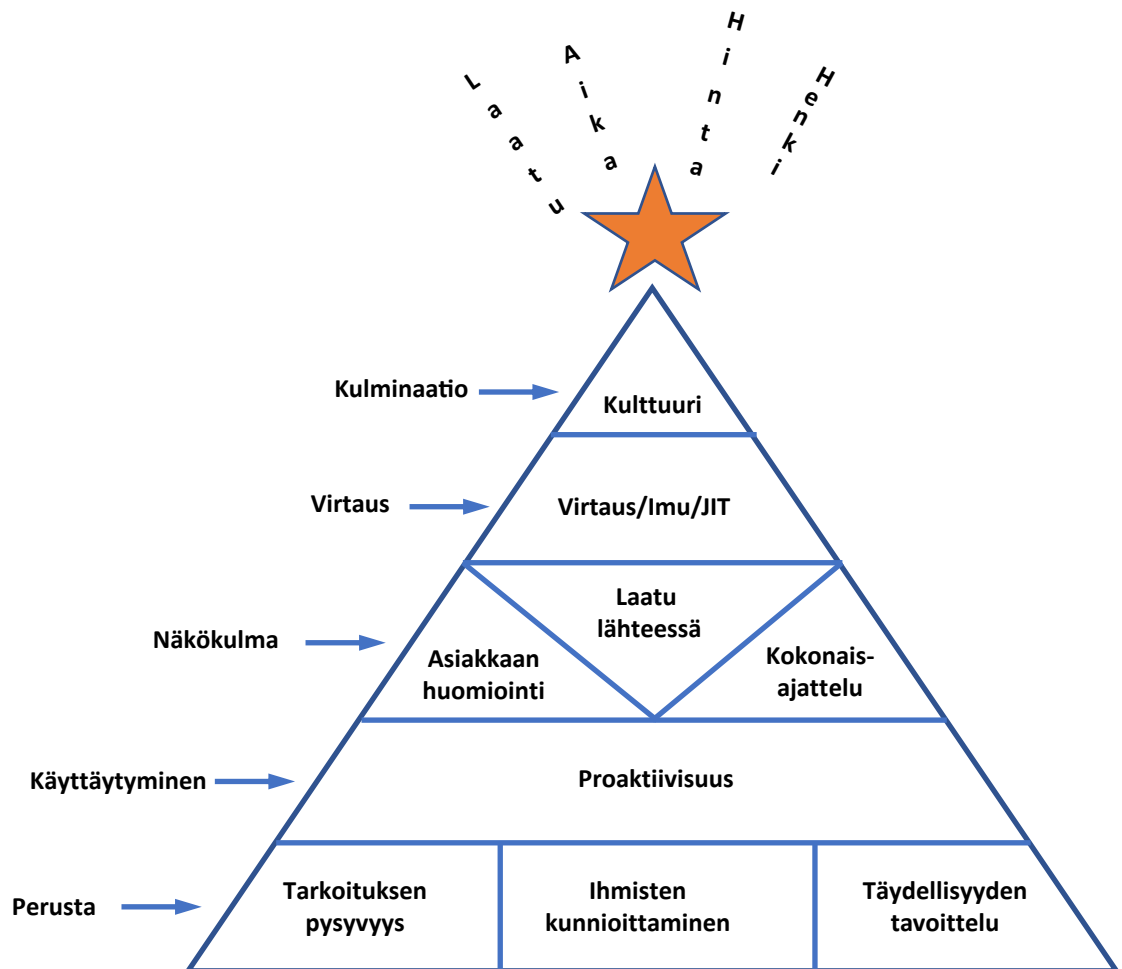 Laatu
Aika
Hinta
Henki
Kulminaatio
Kulttuuri
Virtaus
Virtaus/Imu/JIT
Näkökulma
Laatu
lähteessä
Asiakkaan
huomiointi
Kokonais-
ajattelu
Käyttäytyminen
Proaktiivisuus
Perusta
Tarkoituksen
pysyvyys
Ihmisten
kunnioittaminen
Täydellisyyden
tavoittelu